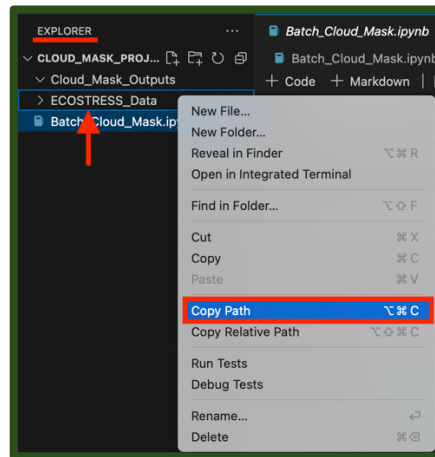 EXPLORER
...
Batch_Cloud_Mask.ipynb
CLOUD_MASK_PROJ...
Batch_Cloud_Mask.ipynb
Cloud_Mask_Outputs
+ Code + Markdown
ECOSTRESS_Data
Batch_Cloud_Mask.ip
New File...
New Folder...
Reveal in Finder ⌥⌘R
Open in Integrated Terminal
Find in Folder... ⌥⇧F
Cut ⌘X
Copy ⌘C
Paste ⌘V
Copy Path ⌥⌘C
Copy Relative Path ⌥⇧⌘C
Run Tests
Debug Tests
Rename... ⏎
Delete ⌘⌫